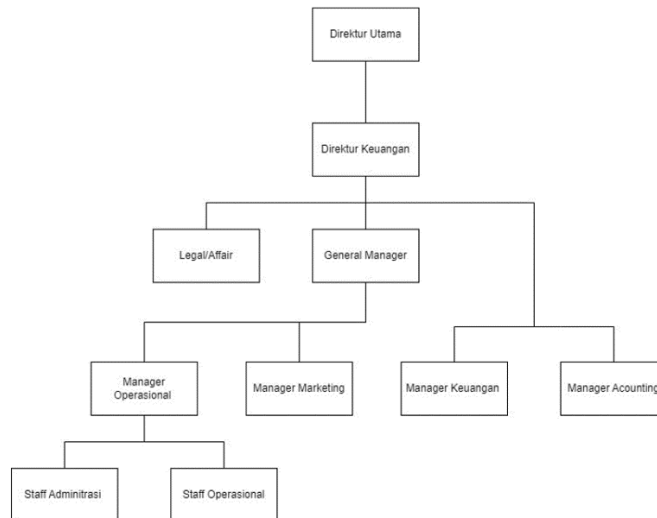 Direktur Utama
Direktur Keuangan
Legal/Affair
General Manager
Manager
Operasional
Manager Marketing
Manager Keuangan
Manager Acounting
Staff Adminitrasi
Staff Operasional